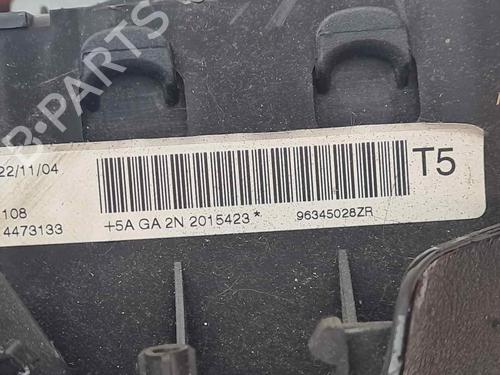 B-PARTS
22/11/04
T5
108
4473133
+5A GA 2N 2015423*
96345028ZR